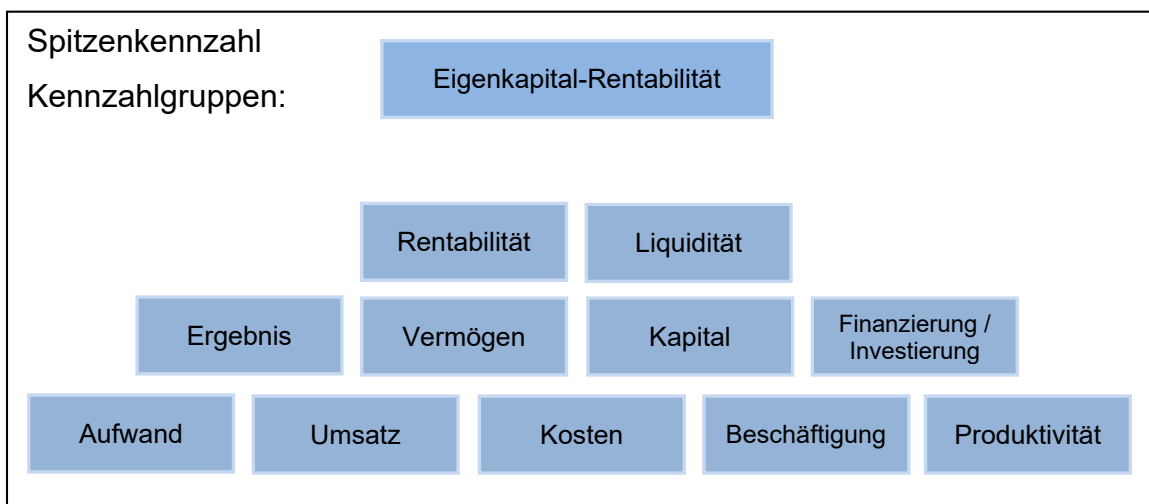 Spitzenkennzahl
Eigenkapital-Rentabilität
Kennzahlgruppen:
Rentabilität
Liquidität
Ergebnis
Vermögen
Kapital
Finanzierung /
Investierung
Aufwand
Umsatz
Kosten
Beschäftigung
Produktivität